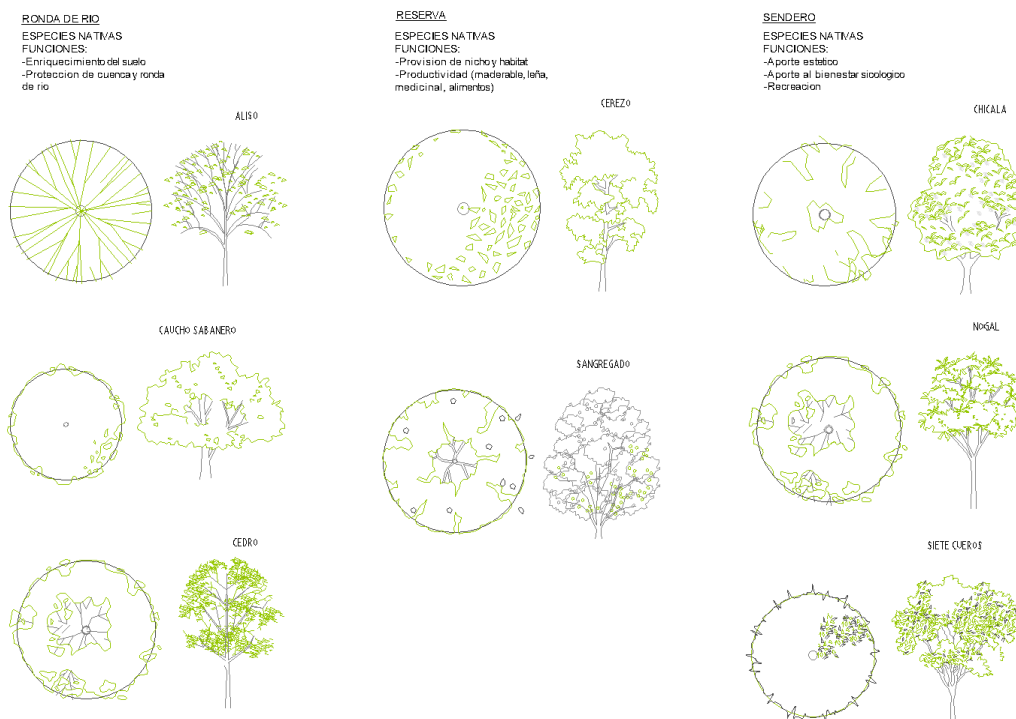 RONDA DE RIO
ESPECIES NATIVAS
FUNCIONES:
-Enriquecimiento del suelo
-Proteccion de cuenca y ronda
de rio
ALISO
CAUCHO SABANERO
CEDRO
RESERVA
ESPECIES NATIVAS
FUNCIONES:
-Provision de nicho y habitat
-Productividad (maderable, leña,
medicinal, alimentos)
CEREZO
SANGREGADO
SENDERO
ESPECIES NATIVAS
FUNCIONES:
-Aporte estetico
-Aporte al bienestar sicologico
-Recreacion
CHICALA
NOGAL
SIETE CUEROS